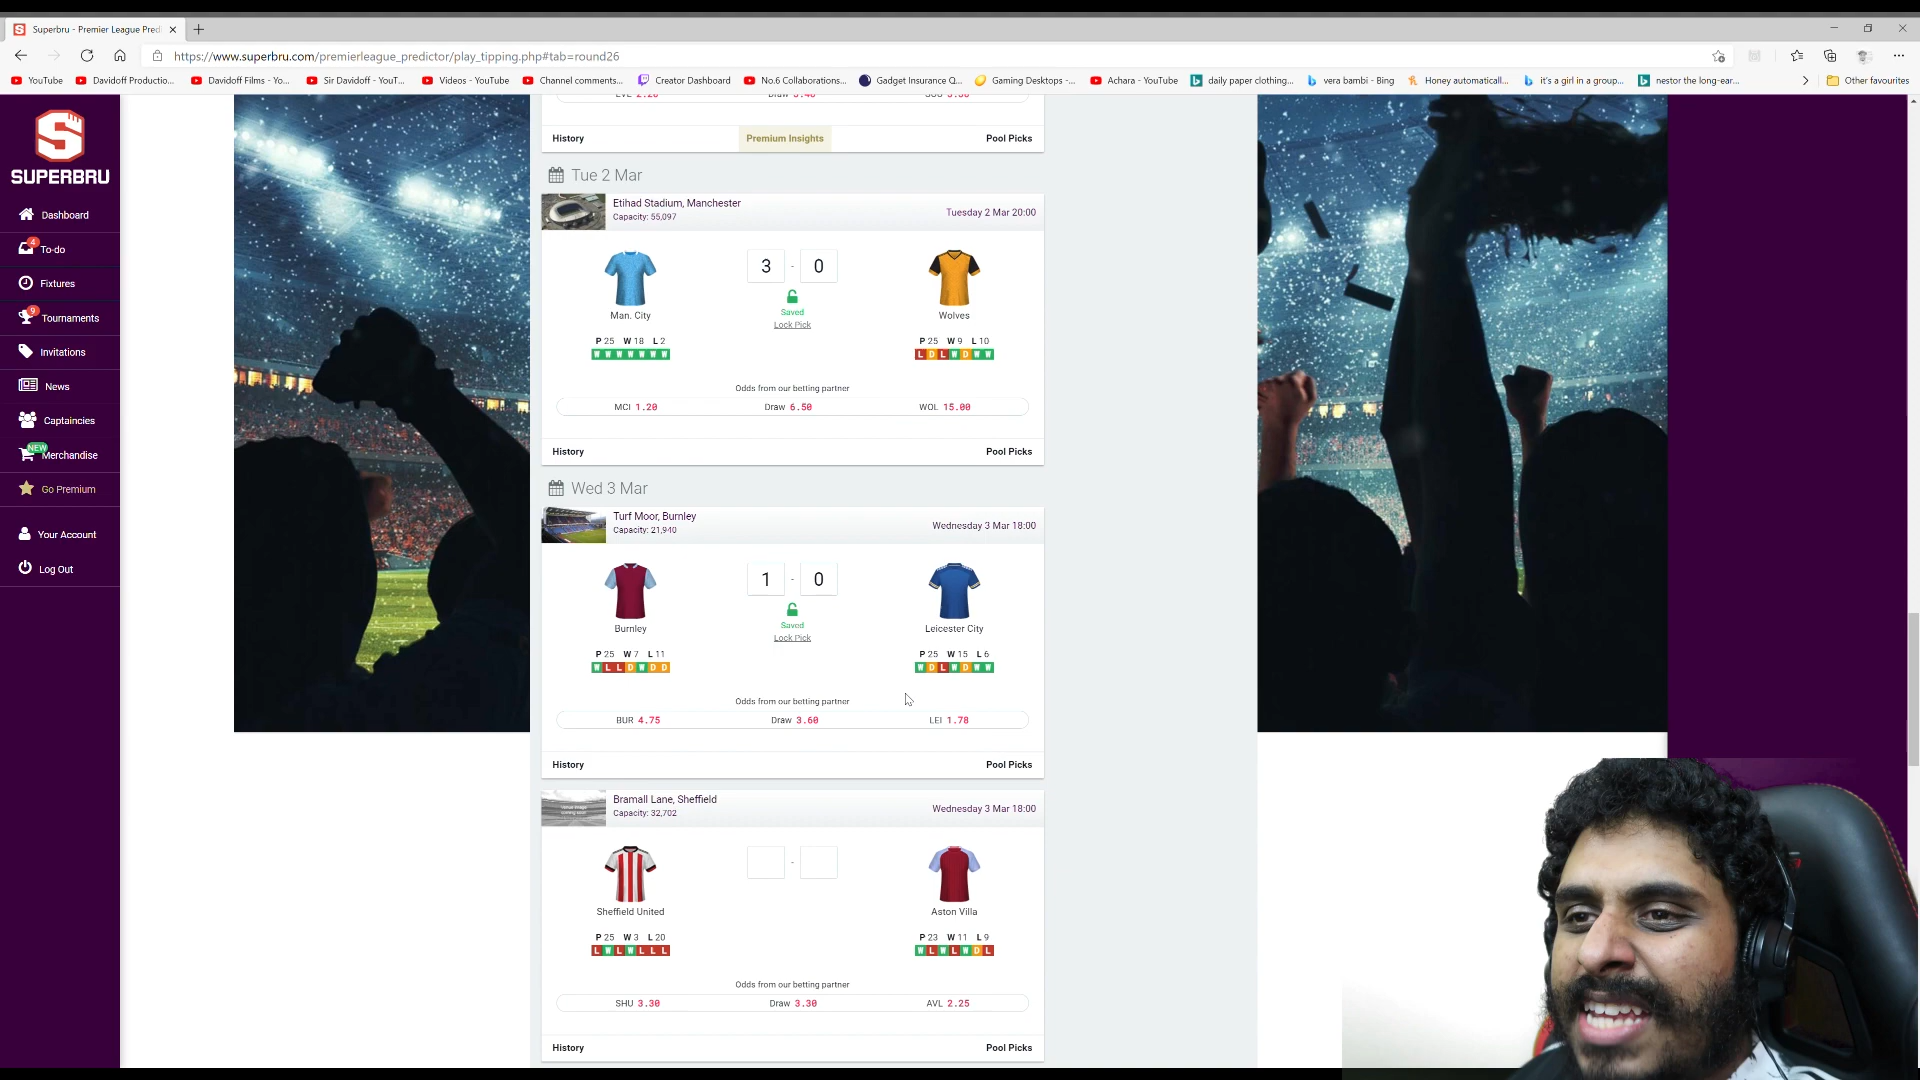 Superbru - Premier League Pred
https://www.superbru.com/premierleague_predictor/play_tipping.php#tab=round26
YouTube
Davidoff Productio...
Davidoff Films - Yo...
Sir Davidoff - YouT...
Videos - YouTube
Channel comments...
Creator Dashboard
No.6 Collaborations...
Gadget Insurance Q...
Gaming Desktops -...
Achara - YouTube
daily paper clothing...
vera bambi - Bing
Honey automaticall...
it's a girl in a group...
nestor the long-ear...
Other favourites
SUPERBRU
Dashboard
4
To-do
Fixtures
9
Tournaments
Invitations
News
Captaincies
NEW
Merchandise
Go Premium
Your Account
Log Out
History
Premium Insights
Pool Picks
Tue 2 Mar
Etihad Stadium, Manchester
Capacity: 55,097
Tuesday 2 Mar 20:00
3 - 0
Saved
Lock Pick
Man. City
Wolves
P 25 W 18 L 2
W W W W W W W
P 25 W 9 L 10
L D L W D W W
Odds from our betting partner
MCI 1.20
Draw 6.50
WOL 15.00
History
Pool Picks
Wed 3 Mar
Turf Moor, Burnley
Capacity: 21,940
Wednesday 3 Mar 18:00
1 - 0
Saved
Lock Pick
Burnley
Leicester City
P 25 W 7 L 11
W L L D W D D
P 25 W 15 L 6
W D L W D W W
Odds from our betting partner
BUR 4.75
Draw 3.60
LEI 1.78
History
Pool Picks
Bramall Lane, Sheffield
Capacity: 32,702
Wednesday 3 Mar 18:00
-
Sheffield United
Aston Villa
P 25 W 3 L 20
L W L W L L L
P 23 W 11 L 9
W L W L W D L
Odds from our betting partner
SHU 3.30
Draw 3.30
AVL 2.25
History
Pool Picks